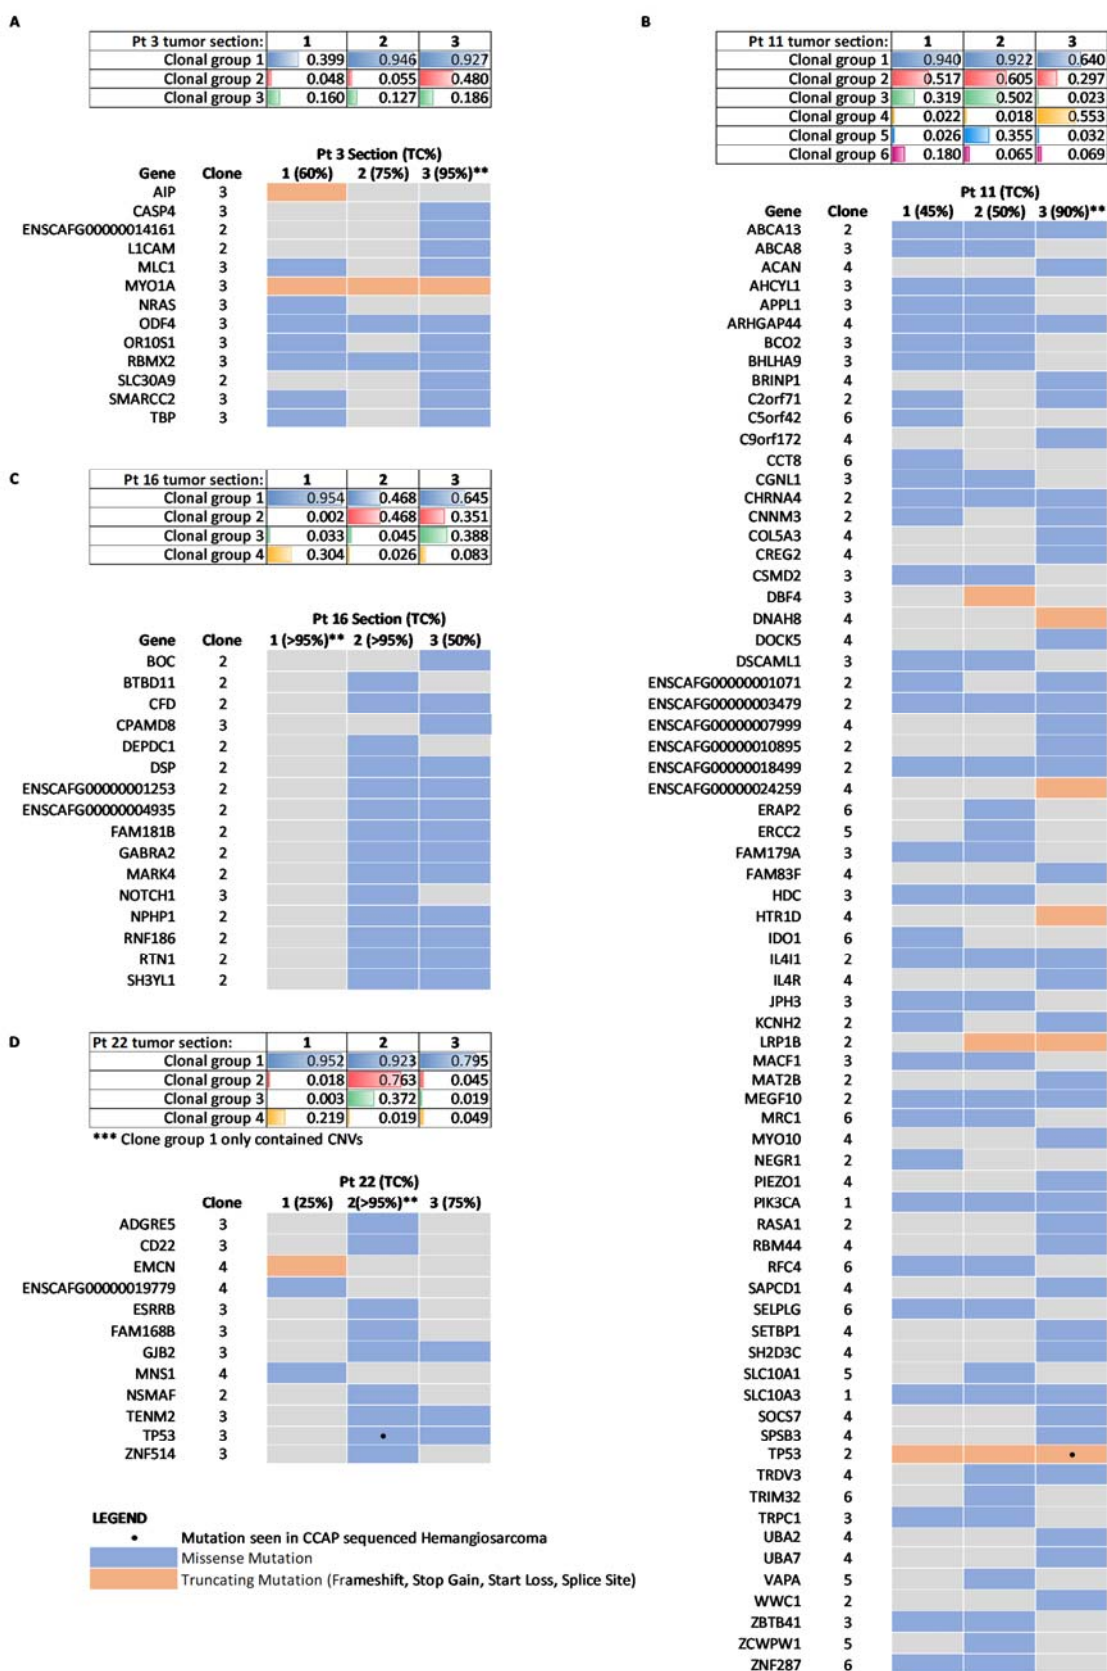 A
Pt 3 tumor section: 1 2 3
Clonal group 1 0.399 0.946 0.927
Clonal group 2 0.048 0.055 0.480
Clonal group 3 0.160 0.127 0.186
Pt 3 Section (TC%)
Gene Clone 1 (60%) 2 (75%) 3 (95%)**
AIP 3
CASP4 3
ENSCAFG00000014161 2
L1CAM 2
MLC1 3
MYO1A 3
NRAS 3
ODF4 3
OR10S1 3
RBMX2 3
SLC30A9 2
SMARCC2 3
TBP 3
C
Pt 16 tumor section: 1 2 3
Clonal group 1 0.954 0.468 0.645
Clonal group 2 0.002 0.468 0.351
Clonal group 3 0.033 0.045 0.388
Clonal group 4 0.304 0.026 0.083
Pt 16 Section (TC%)
Gene Clone 1 (>95%)** 2 (>95%) 3 (50%)
BOC 2
BTBD11 2
CFD 2
CPAMD8 3
DEPDC1 2
DSP 2
ENSCAFG00000001253 2
ENSCAFG00000004935 2
FAM181B 2
GABRA2 2
MARK4 2
NOTCH1 3
NPHP1 2
RNF186 2
RTN1 2
SH3YL1 2
D
Pt 22 tumor section: 1 2 3
Clonal group 1 0.952 0.923 0.795
Clonal group 2 0.018 0.763 0.045
Clonal group 3 0.003 0.372 0.019
Clonal group 4 0.219 0.019 0.049
*** Clone group 1 only contained CNVs
Pt 22 (TC%)
Clone 1 (25%) 2(>95%)** 3 (75%)
ADGRE5 3
CD22 3
EMCN 4
ENSCAFG00000019779 4
ESRRB 3
FAM168B 3
GJB2 3
MNS1 4
NSMAF 2
TENM2 3
TP53 3 •
ZNF514 3
LEGEND
• Mutation seen in CCAP sequenced Hemangiosarcoma
Missense Mutation
Truncating Mutation (Frameshift, Stop Gain, Start Loss, Splice Site)
B
Pt 11 tumor section: 1 2 3
Clonal group 1 0.940 0.922 0.640
Clonal group 2 0.517 0.605 0.297
Clonal group 3 0.319 0.502 0.023
Clonal group 4 0.022 0.018 0.553
Clonal group 5 0.026 0.355 0.032
Clonal group 6 0.180 0.065 0.069
Pt 11 (TC%)
Gene Clone 1 (45%) 2 (50%) 3 (90%)**
ABCA13 2
ABCA8 3
ACAN 4
AHCYL1 3
APPL1 3
ARHGAP44 4
BCO2 3
BHLHA9 3
BRINP1 4
C2orf71 2
C5orf42 6
C9orf172 4
CCT8 6
CGNL1 3
CHRNA4 2
CNNM3 2
COL5A3 4
CREG2 4
CSMD2 3
DBF4 3
DNAH8 4
DOCK5 4
DSCAML1 3
ENSCAFG00000001071 2
ENSCAFG00000003479 2
ENSCAFG00000007999 4
ENSCAFG00000010895 2
ENSCAFG00000018499 2
ENSCAFG00000024259 4
ERAP2 6
ERCC2 5
FAM179A 3
FAM83F 4
HDC 3
HTR1D 4
IDO1 6
IL4I1 2
IL4R 4
JPH3 3
KCNH2 2
LRP1B 2
MACF1 3
MAT2B 2
MEGF10 2
MRC1 6
MYO10 4
NEGR1 2
PIEZO1 4
PIK3CA 1
RASA1 2
RBM44 4
RFC4 6
SAPCD1 4
SELPLG 6
SETBP1 4
SH2D3C 4
SLC10A1 5
SLC10A3 1
SOCS7 4
SPSB3 4
TP53 2 •
TRDV3 4
TRIM32 6
TRPC1 3
UBA2 4
UBA7 4
VAPA 5
WWC1 2
ZBTB41 3
ZCWPW1 5
ZNF287 6